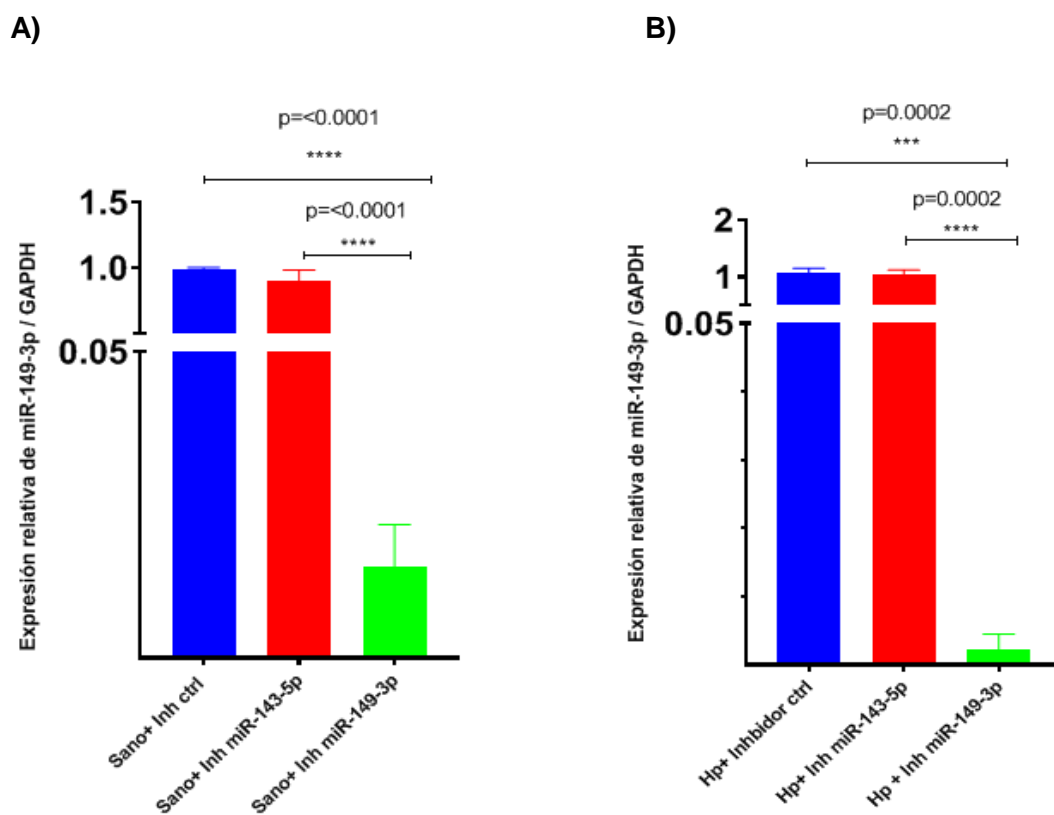 A)
p=<0.0001
****
p=<0.0001
****
1.5
1.0
0.05
Expresión relativa de miR-149-3p / GAPDH
Sano+ Inh ctrl
Sano+ Inh miR-143-5p
Sano+ Inh miR-149-3p
B)
p=0.0002
***
p=0.0002
****
2
1
0.05
Expresión relativa de miR-149-3p / GAPDH
Hp+ Inhbidor ctrl
Hp+ Inh miR-143-5p
Hp + Inh miR-149-3p